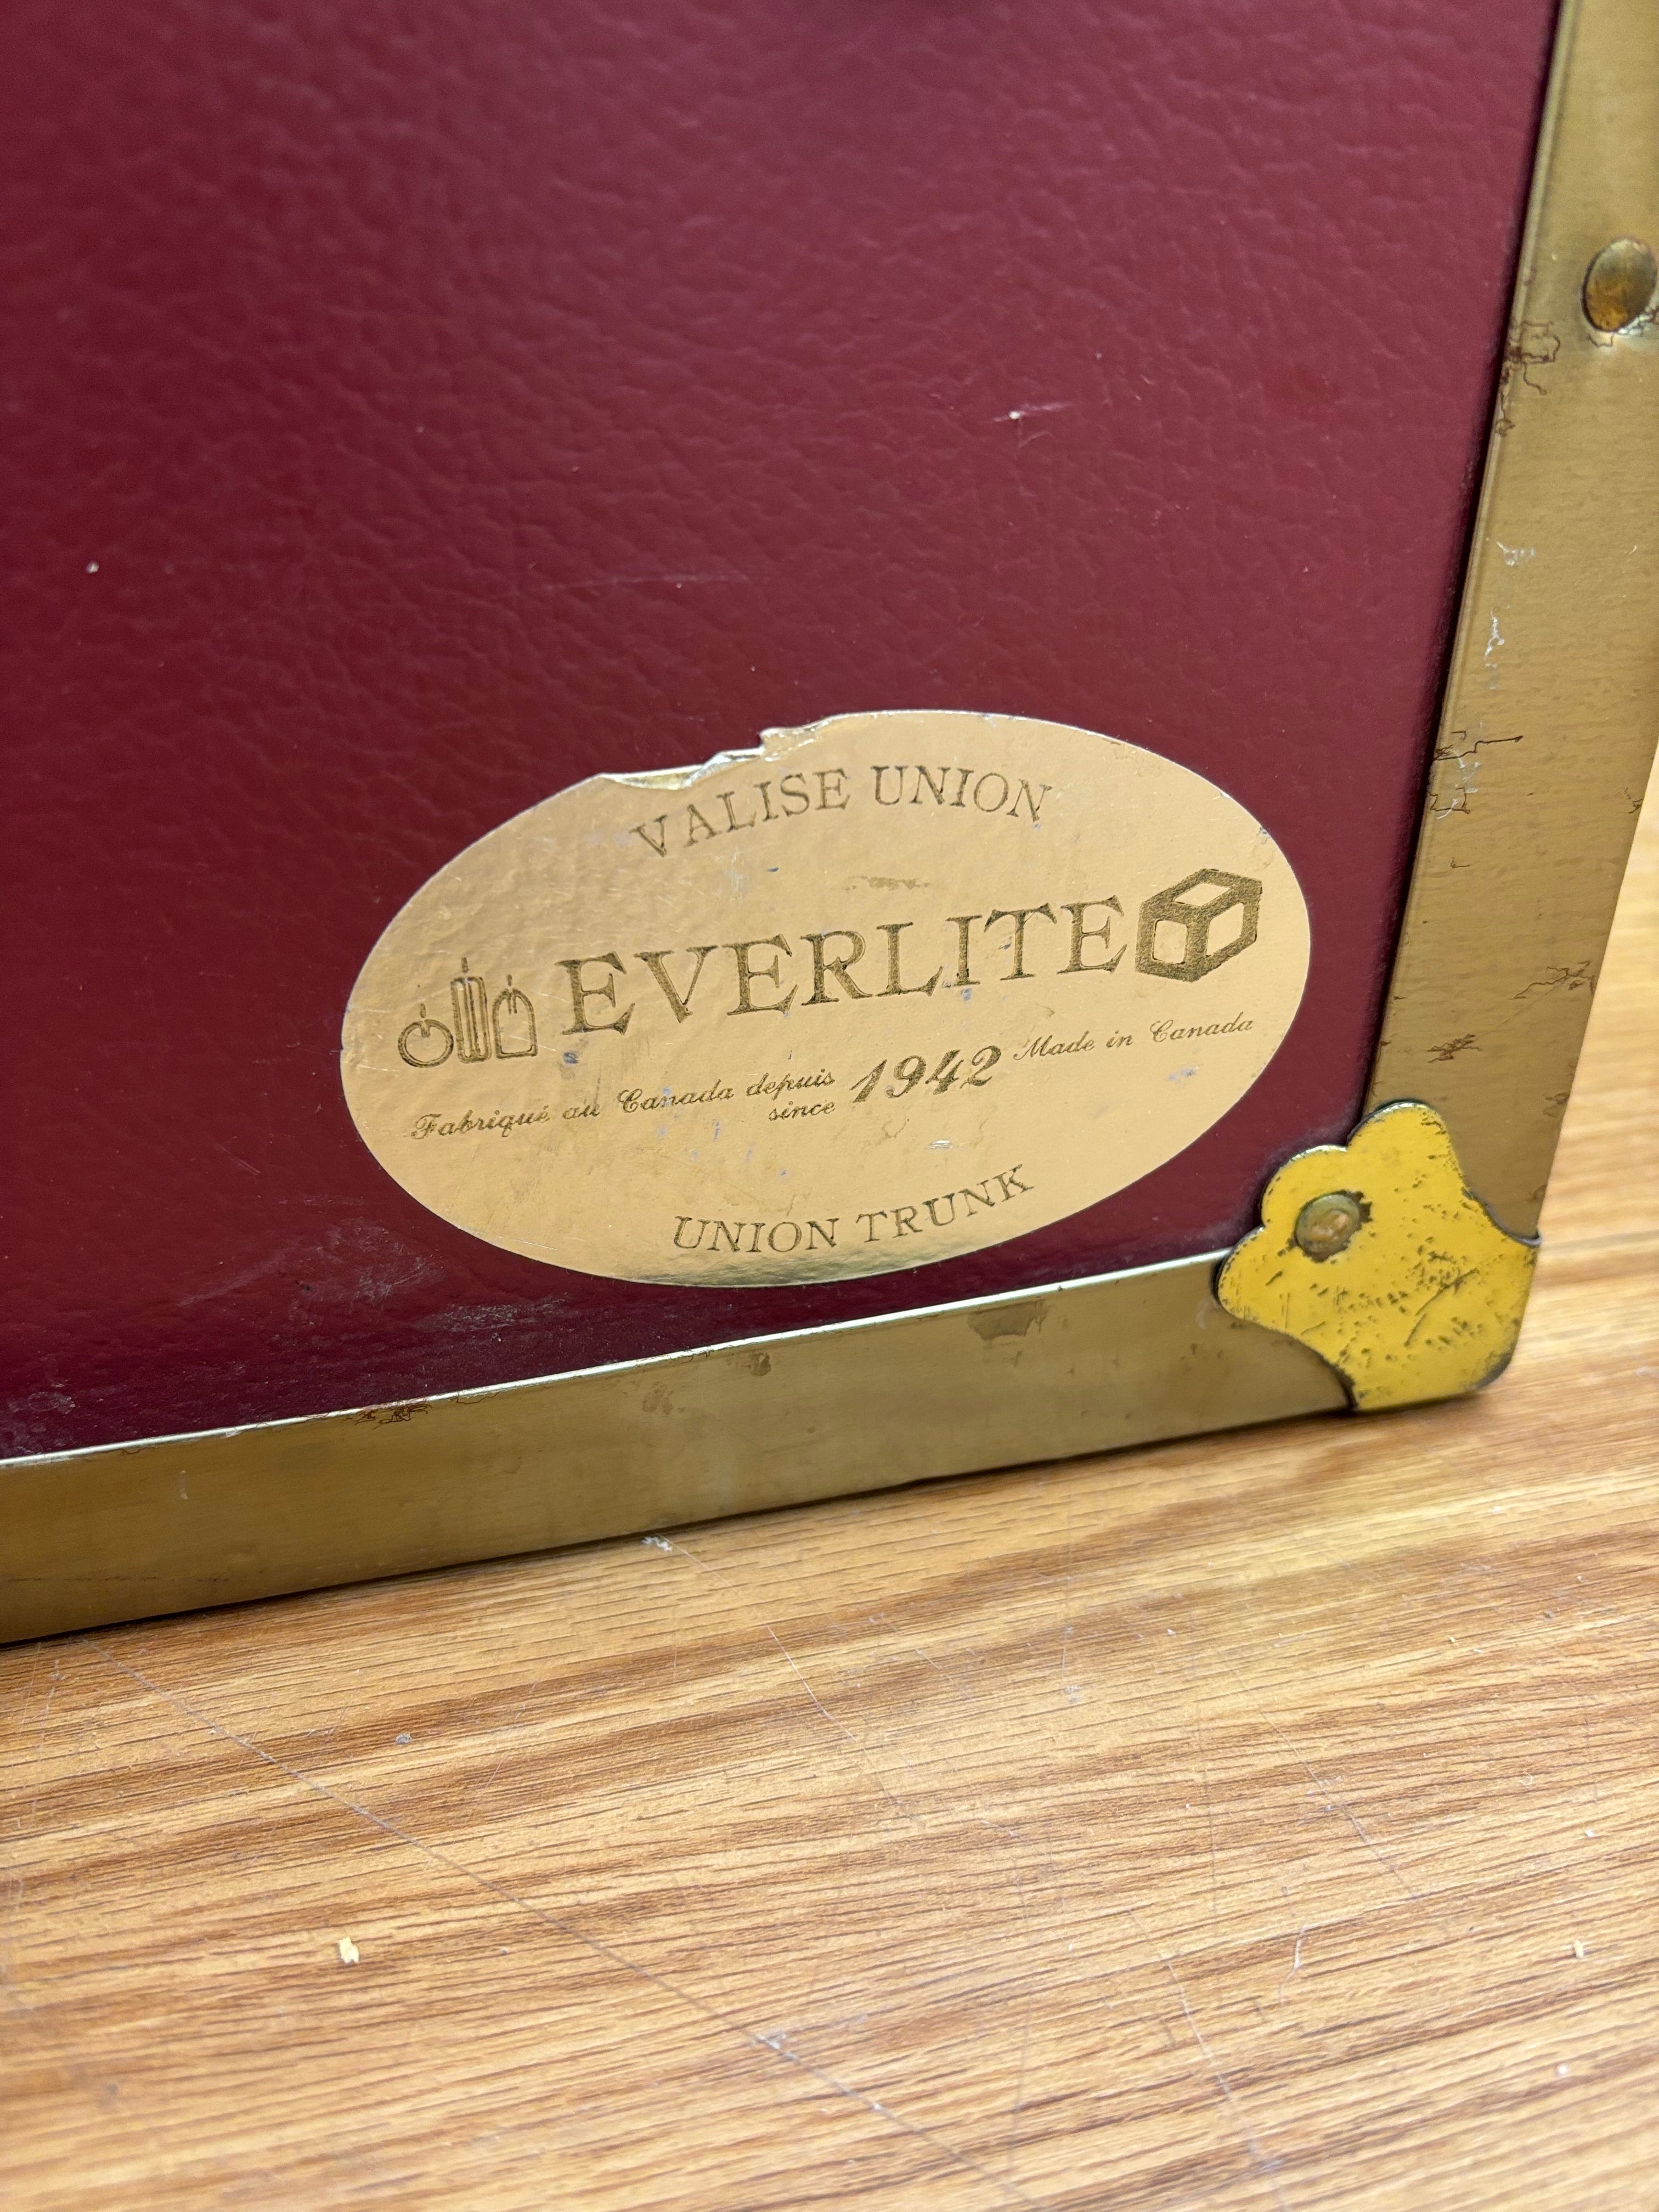 VALISE UNION
EVERLITE
Fabriqué au Canada depuis
since
1942
Made in Canada
UNION TRUNK